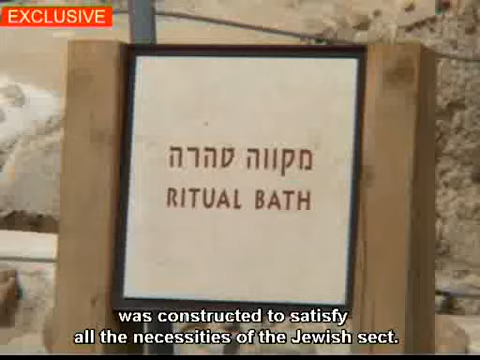 EXCLUSIVE
מקווה טהרה
RITUAL BATH
was constructed to satisfy
all the necessities of the Jewish sect.